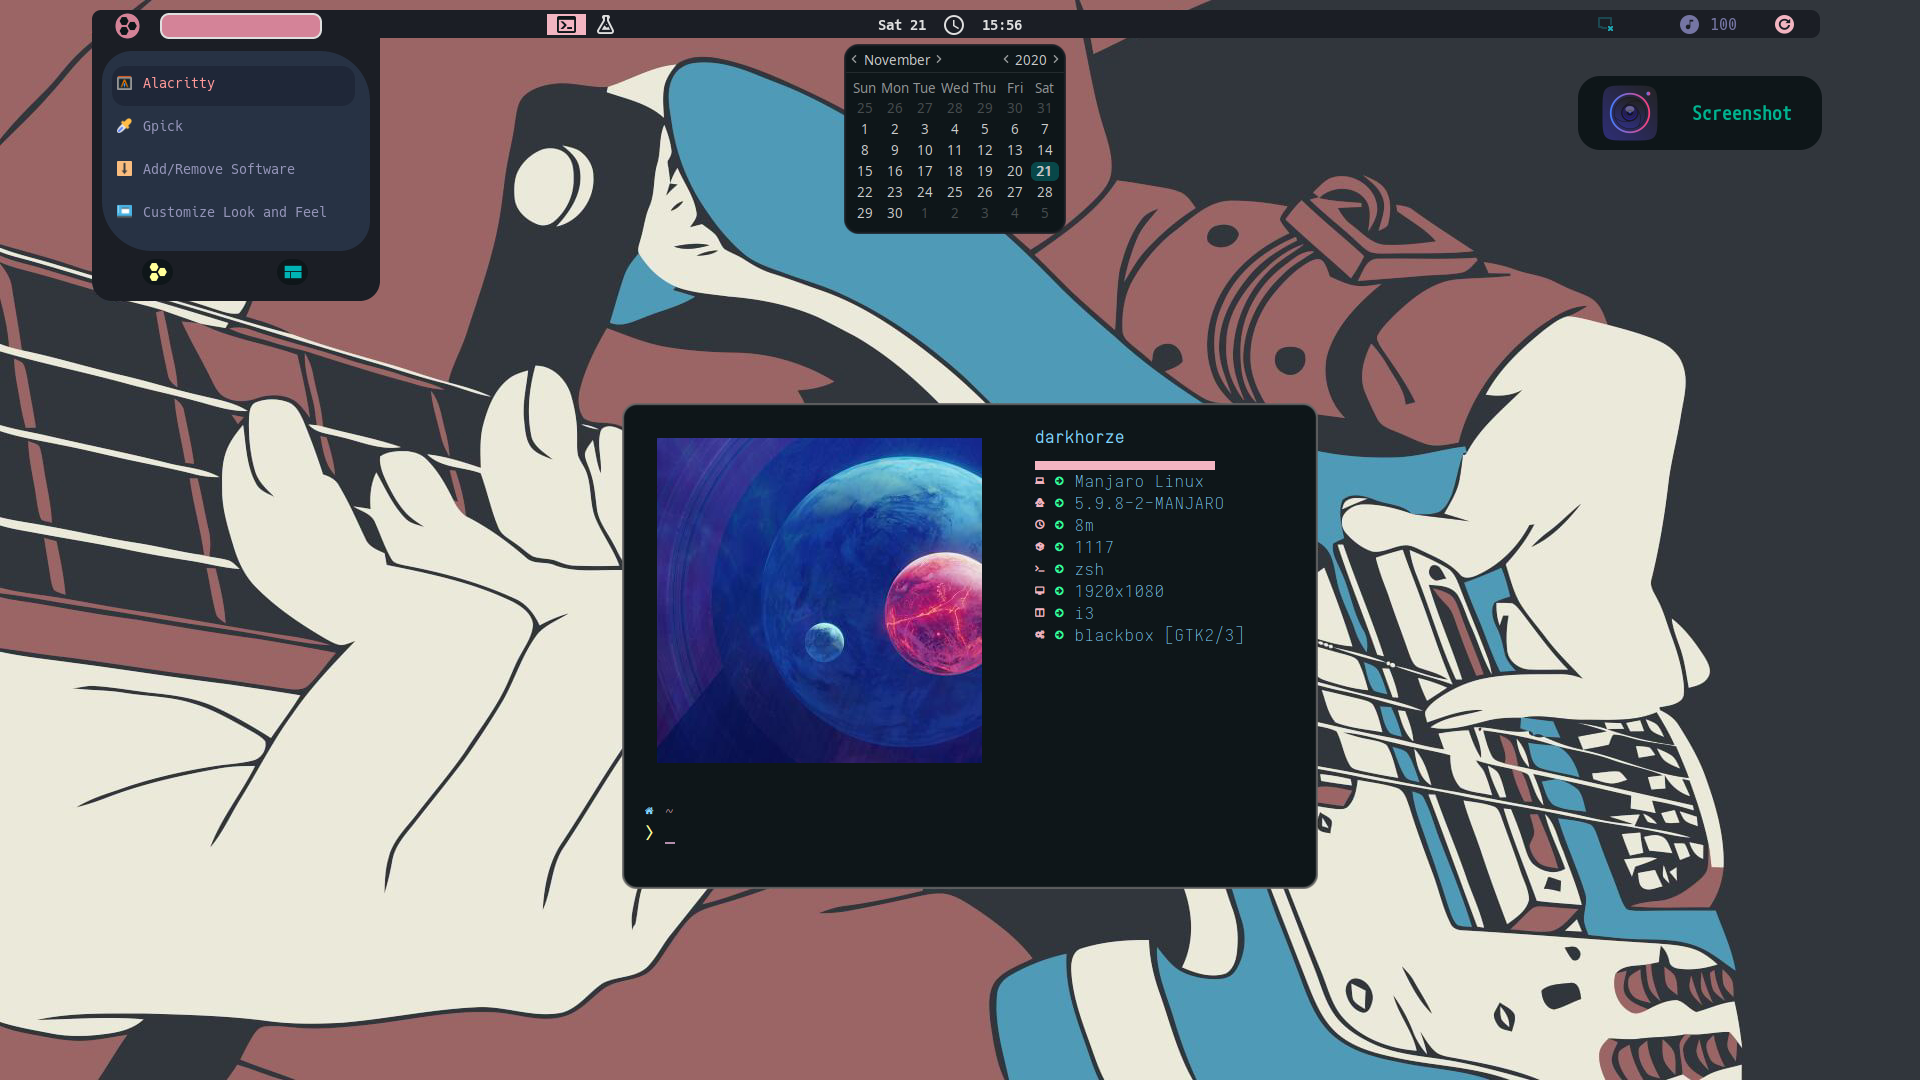 Sat 21 15:56
100
Alacritty
Gpick
Add/Remove Software
Customize Look and Feel
November 2020
Sun Mon Tue Wed Thu Fri Sat
25 26 27 28 29 30 31
1 2 3 4 5 6 7
8 9 10 11 12 13 14
15 16 17 18 19 20 21
22 23 24 25 26 27 28
29 30 1 2 3 4 5
Screenshot
darkhorze
Manjaro Linux
5.9.8-2-MANJARO
8m
1117
zsh
1920x1080
i3
blackbox [GTK2/3]
~
❯ _